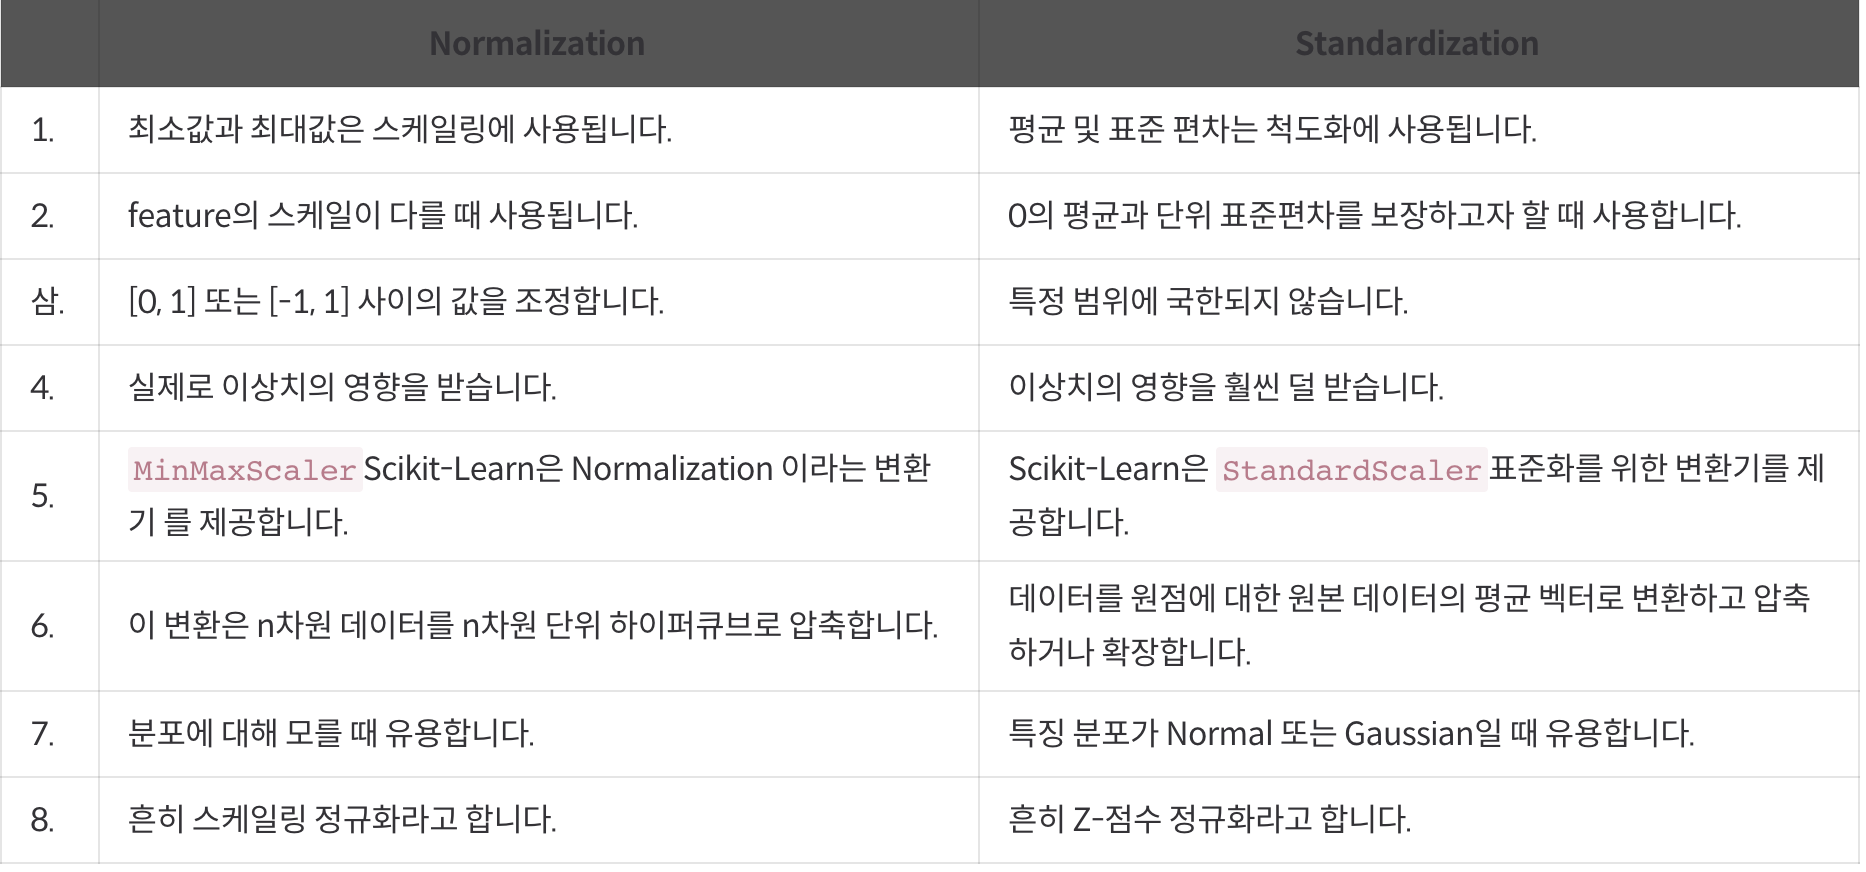 Normalization Standardization
1. 최소값과 최대값은 스케일링에 사용됩니다. 평균 및 표준 편차는 척도화에 사용됩니다.
2. feature의 스케일이 다를 때 사용됩니다. 0의 평균과 단위 표준편차를 보장하고자 할 때 사용합니다.
삼. [0, 1] 또는 [-1, 1] 사이의 값을 조정합니다. 특정 범위에 국한되지 않습니다.
4. 실제로 이상치의 영향을 받습니다. 이상치의 영향을 훨씬 덜 받습니다.
5. MinMaxScaler Scikit-Learn은 Normalization 이라는 변환
기 를 제공합니다.
Scikit-Learn은 StandardScaler 표준화를 위한 변환기를 제
공합니다.
6. 이 변환은 n차원 데이터를 n차원 단위 하이퍼큐브로 압축합니다.
데이터를 원점에 대한 원본 데이터의 평균 벡터로 변환하고 압축
하거나 확장합니다.
7. 분포에 대해 모를 때 유용합니다. 특징 분포가 Normal 또는 Gaussian일 때 유용합니다.
8. 흔히 스케일링 정규화라고 합니다. 흔히 Z-점수 정규화라고 합니다.